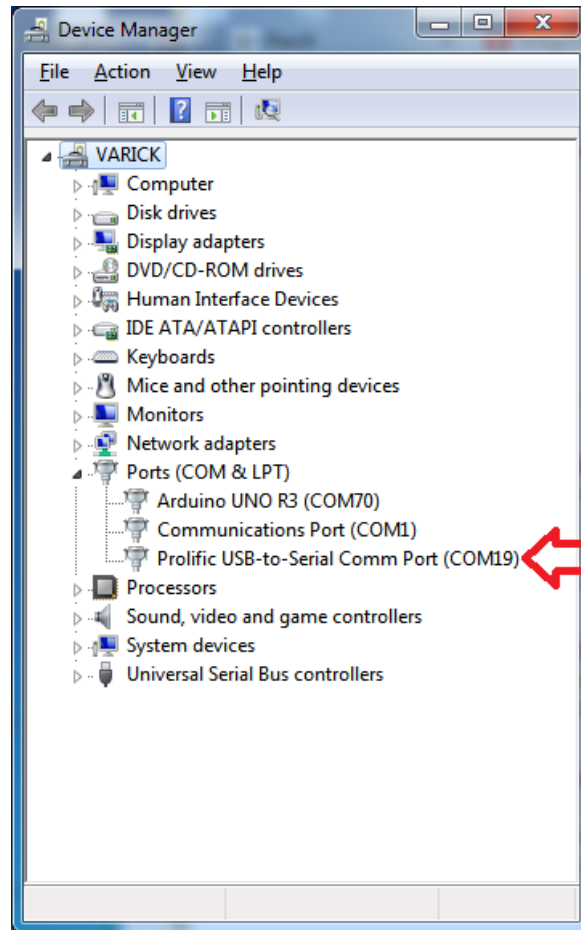 Device Manager
File Action View Help
VARICK
Computer
Disk drives
Display adapters
DVD/CD-ROM drives
Human Interface Devices
IDE ATA/ATAPI controllers
Keyboards
Mice and other pointing devices
Monitors
Network adapters
Ports (COM & LPT)
Arduino UNO R3 (COM70)
Communications Port (COM1)
Prolific USB-to-Serial Comm Port (COM19)
Processors
Sound, video and game controllers
System devices
Universal Serial Bus controllers